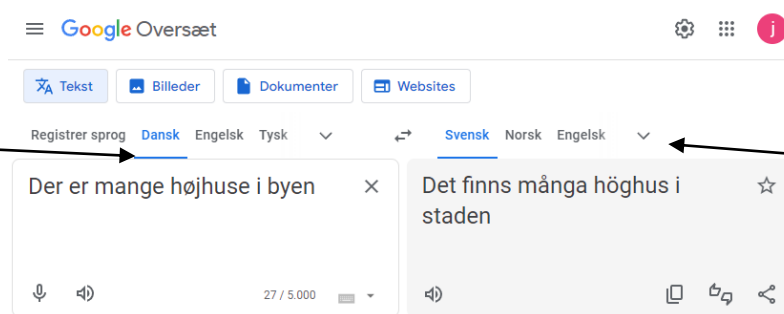 Google Oversæt
j
Tekst Billeder Dokumenter Websites
Registrer sprog Dansk Engelsk Tysk Svensk Norsk Engelsk
Der er mange højhuse i byen
27 / 5.000
Det finns många höghus i
staden